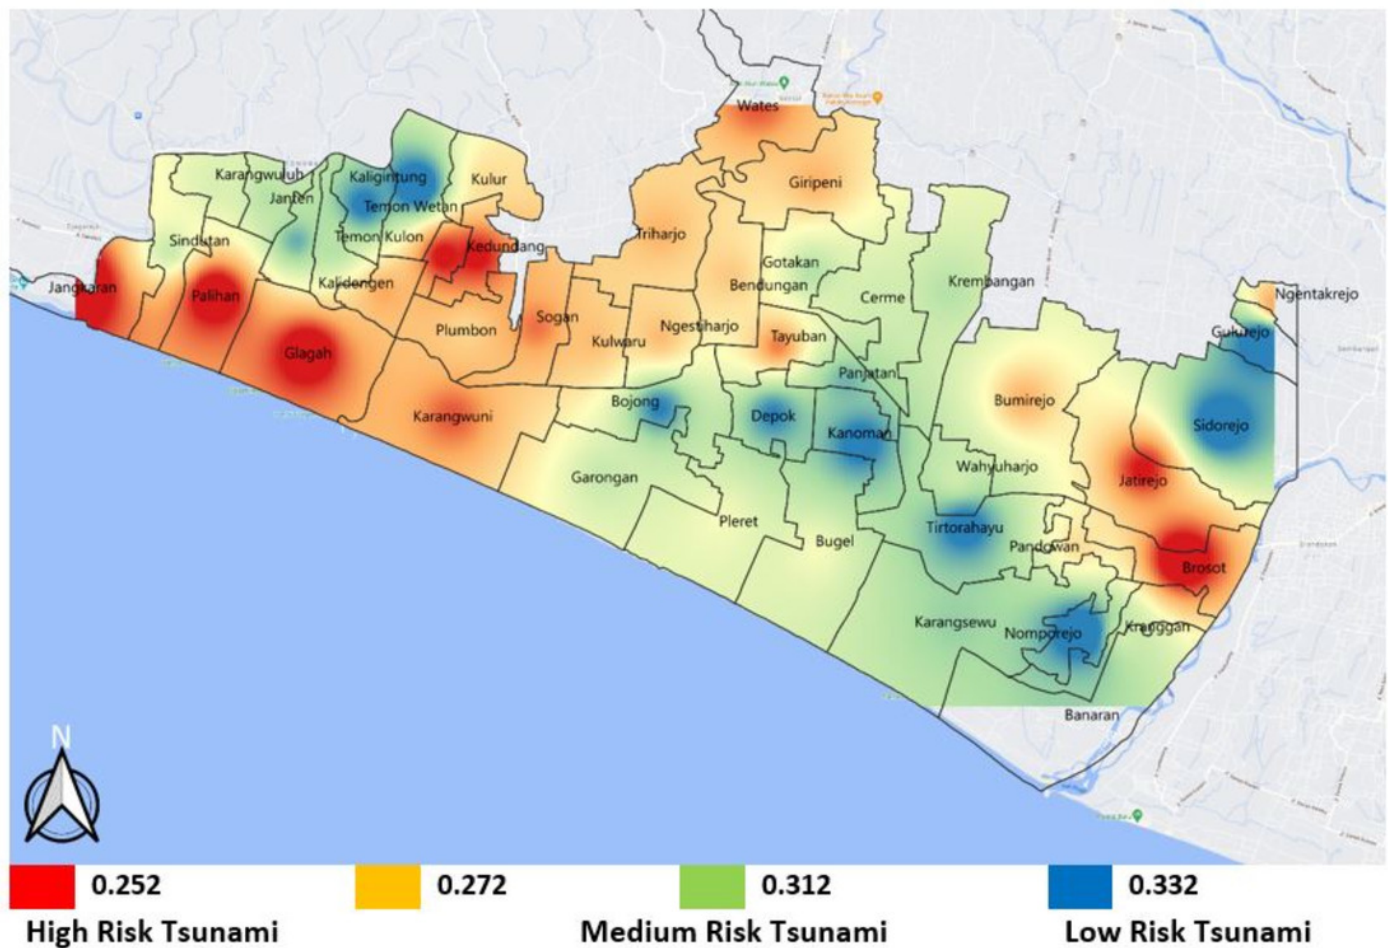 Wates
Karangwuluh
Kaligintung
Kulur
Giripeni
Janten
Temon Wetan
Sindutan
Temon Kulon
Kedundang
Triharjo
Gotakan
Jangkaran
Palihan
Kalidengen
Bendungan
Cerme
Krembangan
Ngentakrejo
Plumbon
Sogan
Kulwaru
Ngestiharjo
Tayuban
Gulurejo
Glagah
Panjatan
Karangwuni
Bojong
Depok
Kanoman
Bumirejo
Sidorejo
Garongan
Wahyuharjo
Jatirejo
Pleret
Bugel
Tirtorahayu
Pandowan
Brosot
Karangsewu
Nomporejo
Kranggan
Banaran
N
0.252 0.272 0.312 0.332
High Risk Tsunami Medium Risk Tsunami Low Risk Tsunami